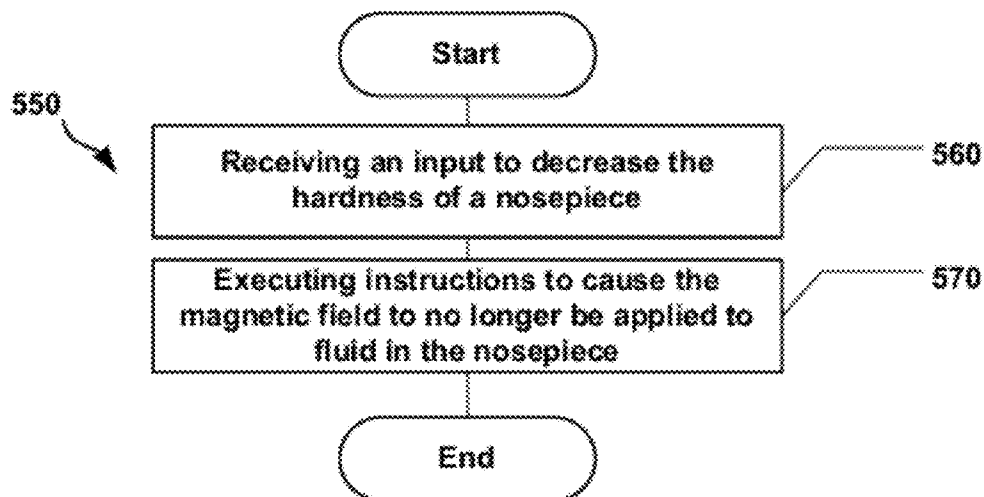 Start
550
Receiving an input to decrease the
hardness of a nosepiece
560
Executing instructions to cause the
magnetic field to no longer be applied to
fluid in the nosepiece
570
End